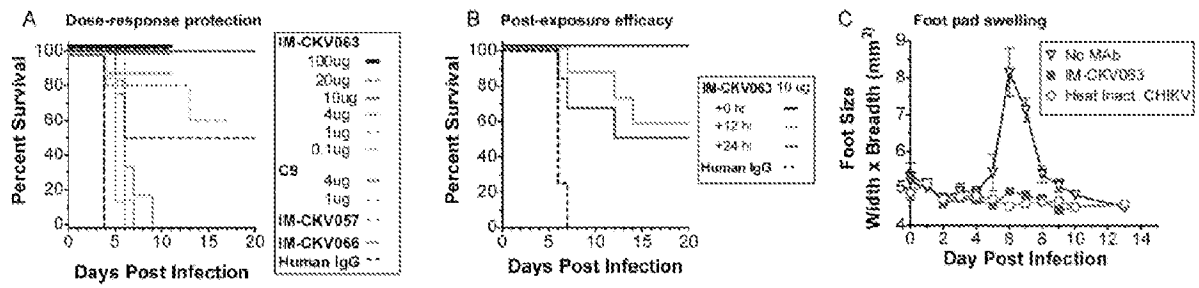 A Dose-response protection
Percent Survival
100
80
60
40
20
0
0 5 10 15 20
Days Post Infection
IM-CKV063
100ug
20ug
10ug
4ug
1ug
0.1ug
C9
4ug
1ug
IM-CKV057
IM-CKV066
Human IgG
B Post-exposure efficacy
Percent Survival
100
80
60
40
20
0
0 5 10 15 20
Days Post Infection
IM-CKV063 10 ug
+0 hr
+12 hr
+24 hr
Human IgG
C Foot pad swelling
Foot Size
Width x Breadth (mm²)
9
8
7
6
5
4
0 2 4 6 8 10 12 14
Day Post Infection
No MAb
IM-CKV063
Heat Inact. CHIKV